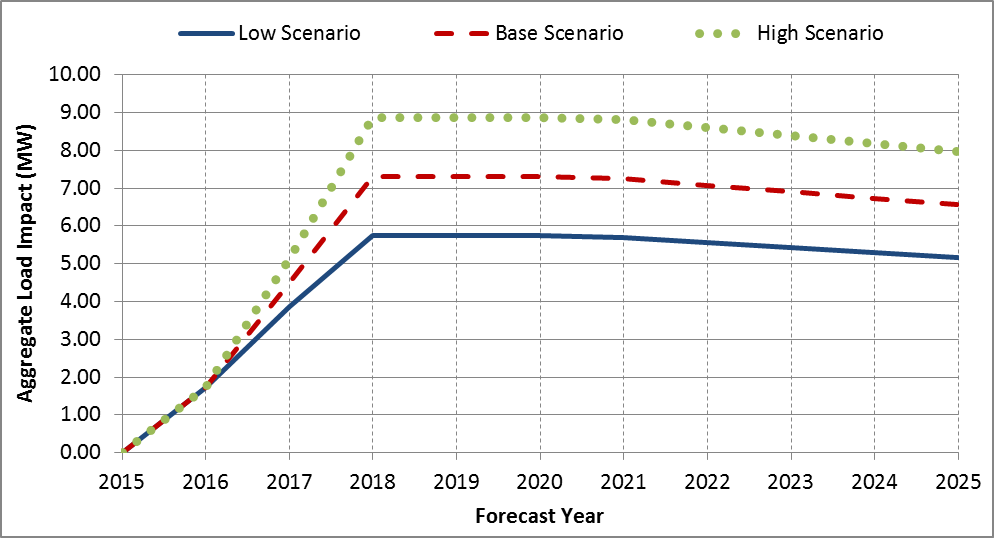 Low Scenario Base Scenario High Scenario
10.00
9.00
8.00
7.00
6.00
5.00
4.00
3.00
2.00
1.00
0.00
Aggregate Load Impact (MW)
2015 2016 2017 2018 2019 2020 2021 2022 2023 2024 2025
Forecast Year